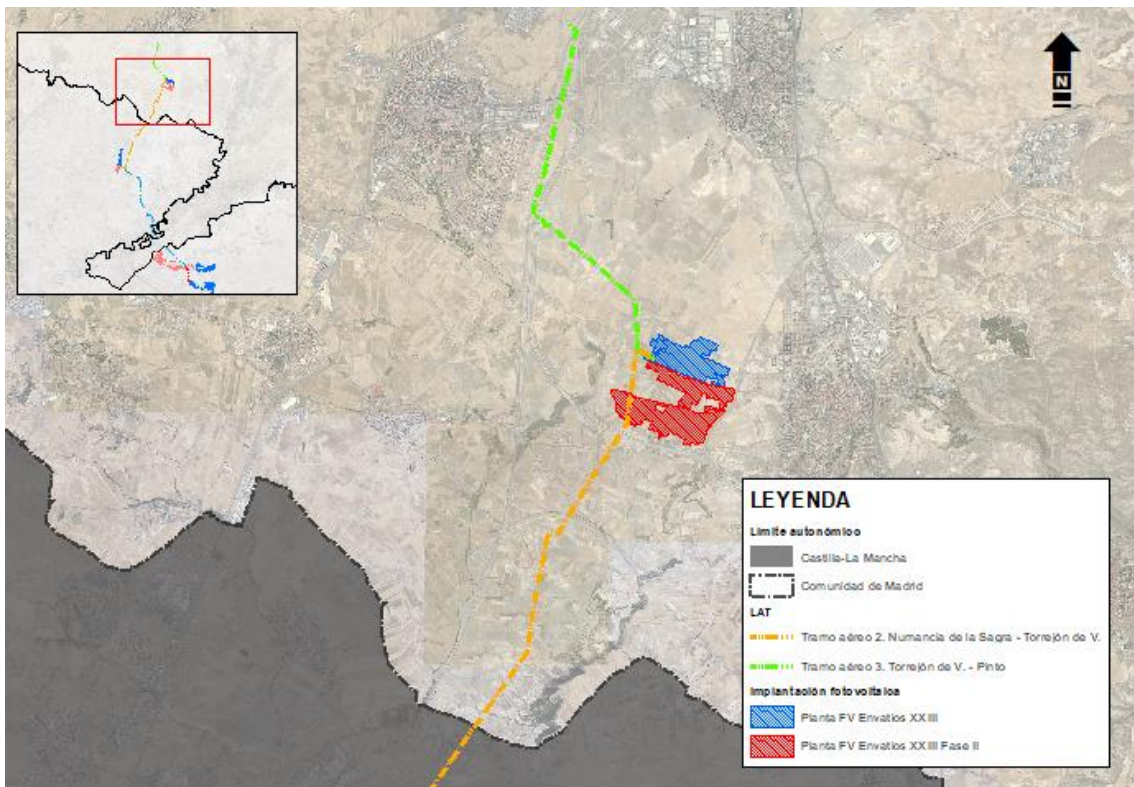 N
LEYENDA
Límite autonómico
Castilla-La Mancha
Comunidad de Madrid
LAT
Tramo aéreo 2. Numancia de la Sagra - Torrejón de V.
Tramo aéreo 3. Torrejón de V. - Pinto
Implantación fotovoltaica
Planta FV Envatios XXIII
Planta FV Envatios XXIII Fase II